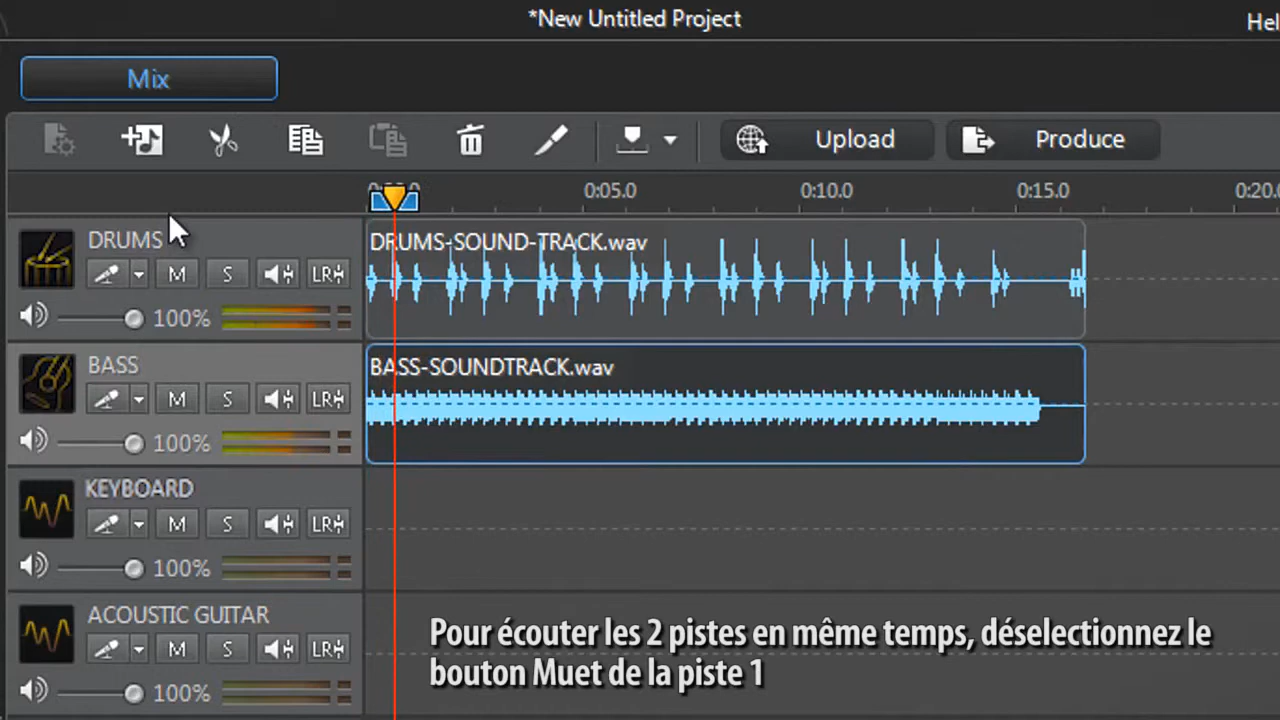 *New Untitled Project
Hel
Mix
Upload
Produce
0:05.0
0:10.0
0:15.0
0:20.
DRUMS
DRUMS-SOUND-TRACK.wav
M S LR
100%
BASS
BASS-SOUNDTRACK.wav
M S LR
100%
KEYBOARD
M S LR
100%
ACOUSTIC GUITAR
M S LR
100%
Pour écouter les 2 pistes en même temps, déselectionnez le
bouton Muet de la piste 1